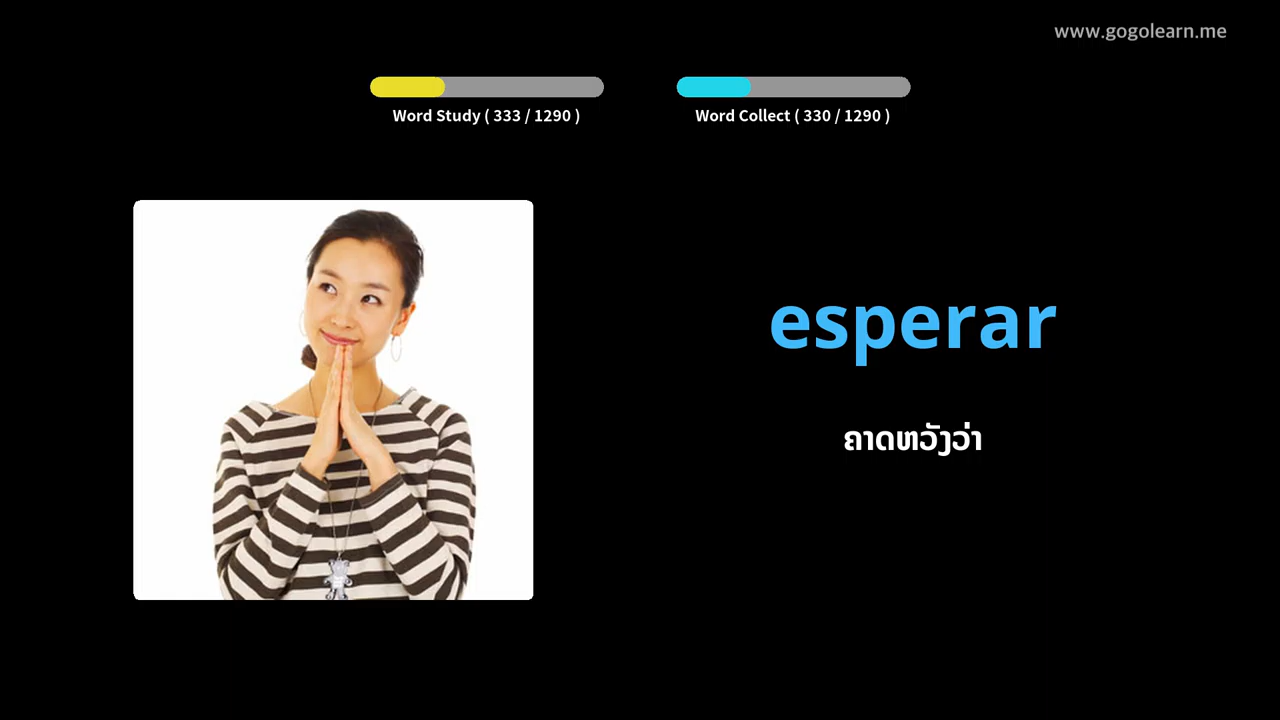 www.gogolearn.me
Word Study ( 333 / 1290 )
Word Collect ( 330 / 1290 )
esperar
ຄາດຫວັງວ່າ